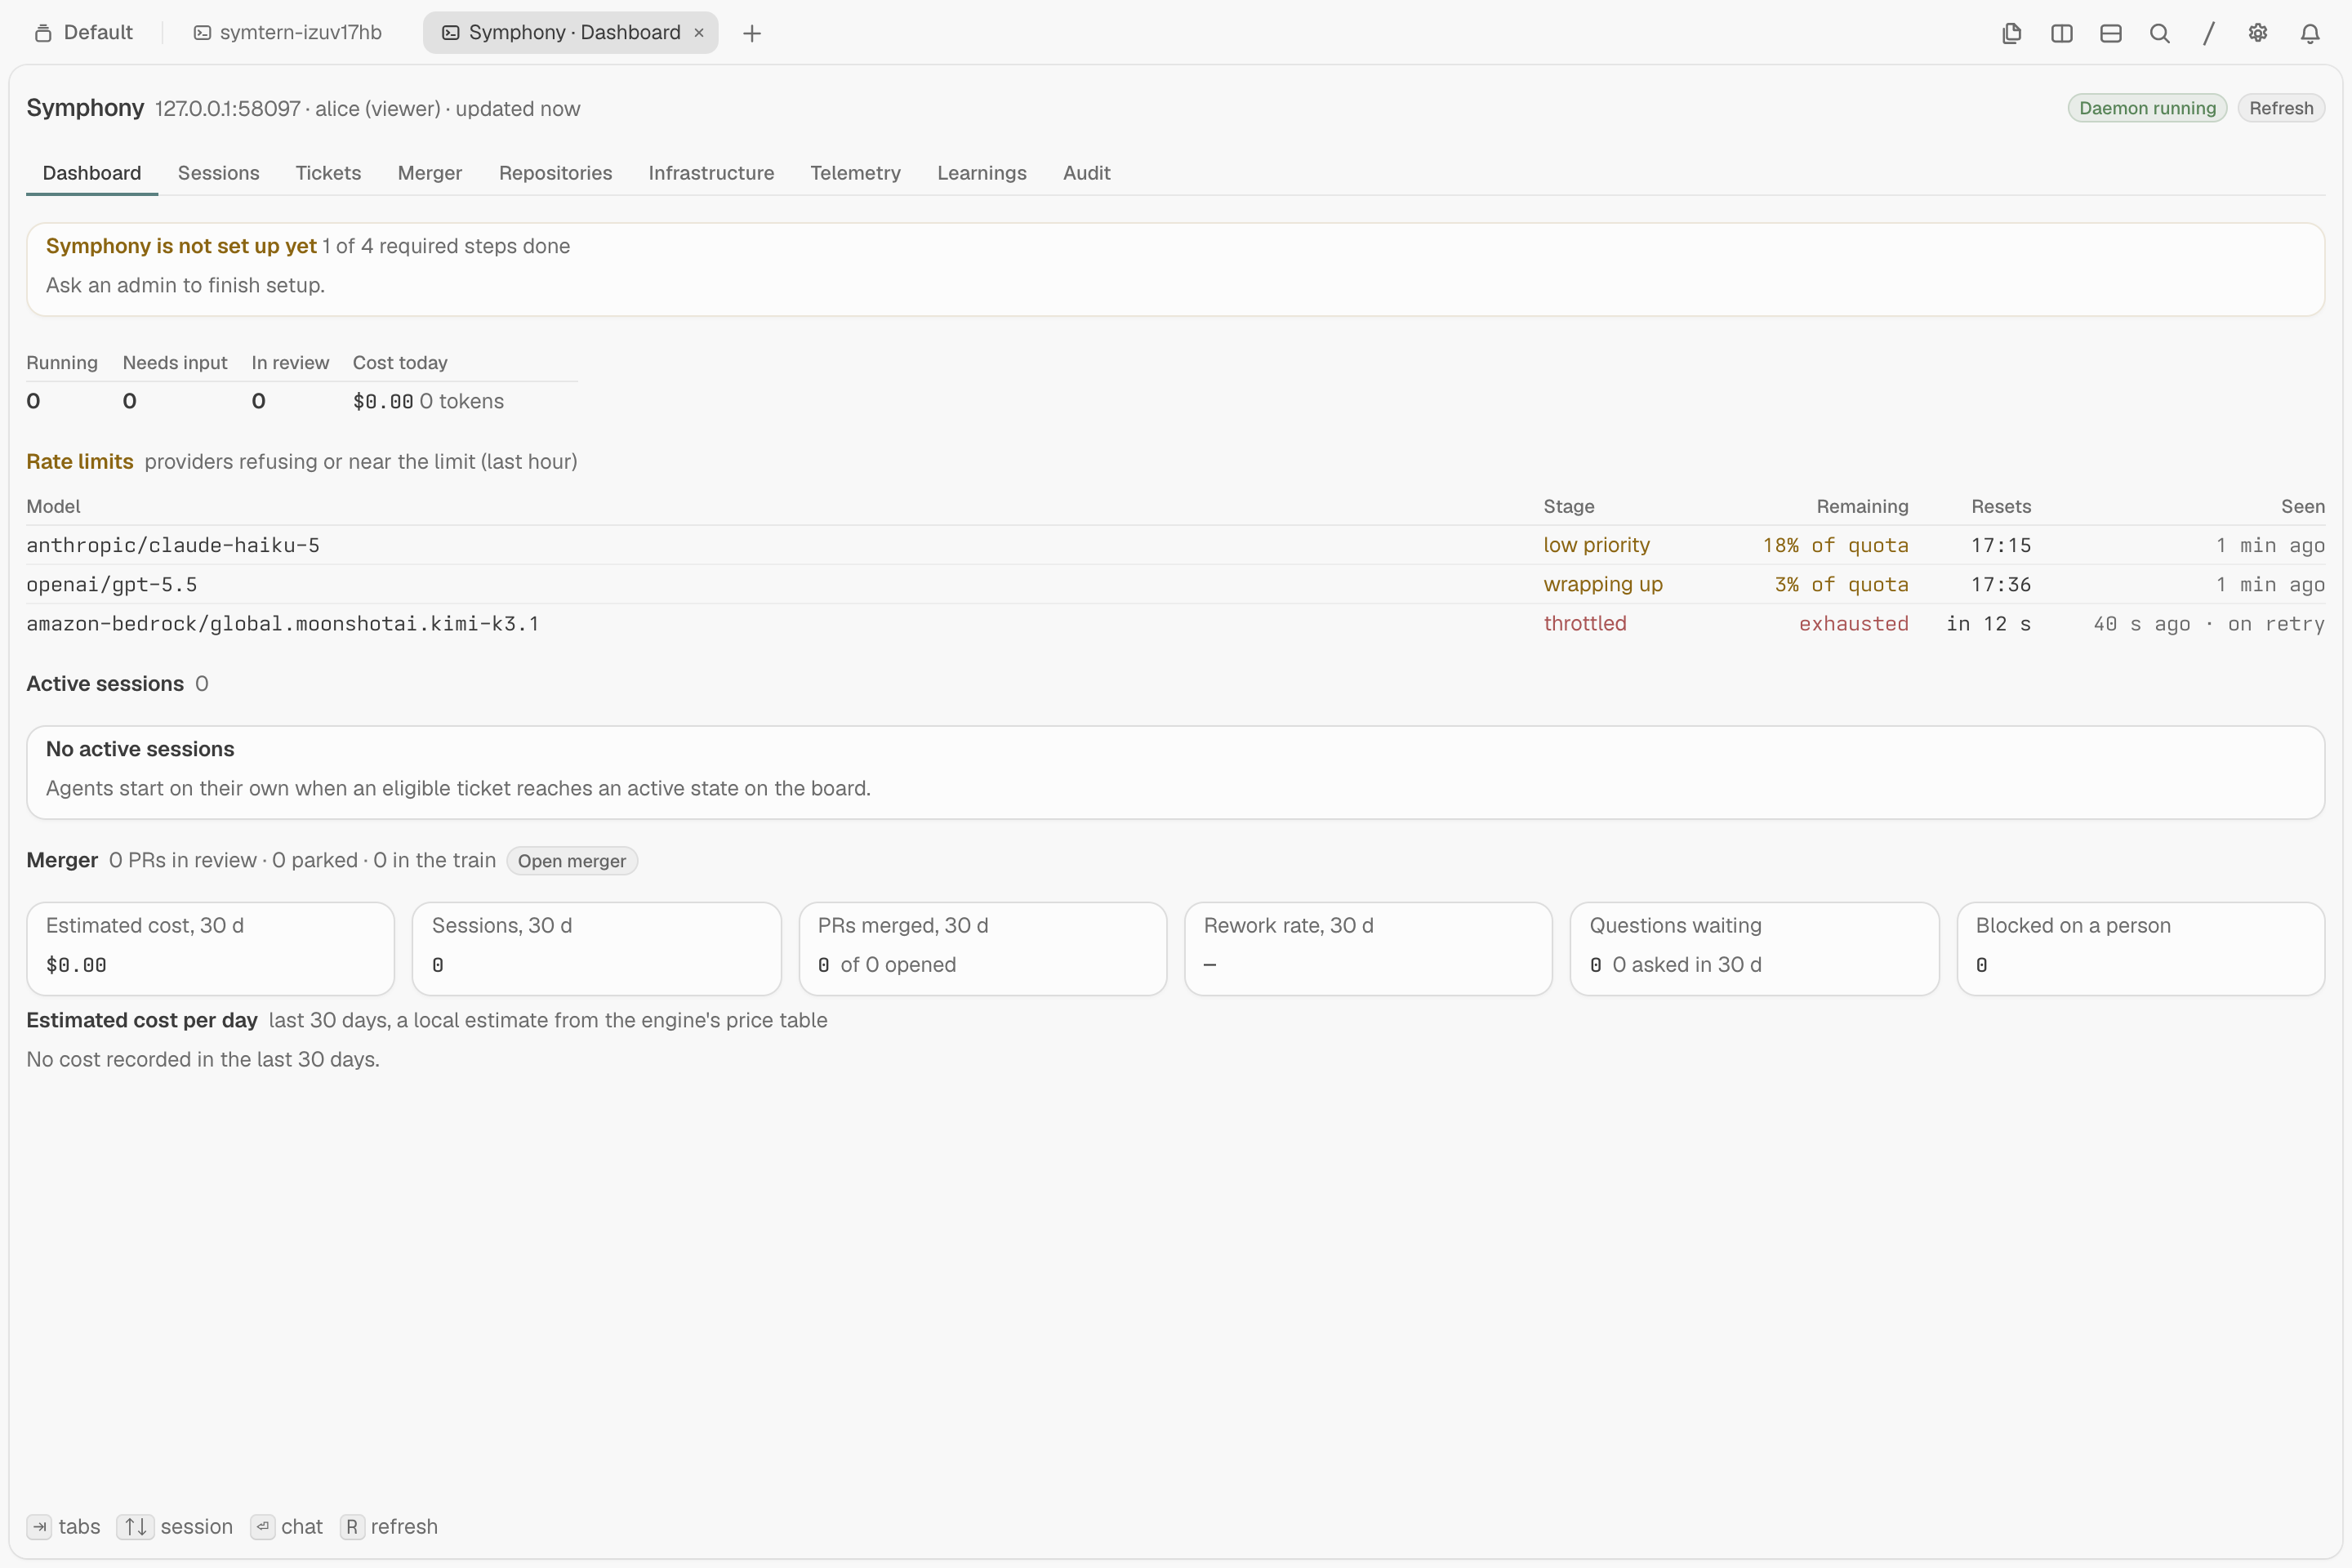 Default symtern-izuv17hb Symphony · Dashboard × +
Symphony 127.0.0.1:58097 · alice (viewer) · updated now Daemon running Refresh
Dashboard Sessions Tickets Merger Repositories Infrastructure Telemetry Learnings Audit
Symphony is not set up yet 1 of 4 required steps done
Ask an admin to finish setup.
Running Needs input In review Cost today
0 0 0 $0.00 0 tokens
Rate limits providers refusing or near the limit (last hour)
Model Stage Remaining Resets Seen
anthropic/claude-haiku-5 low priority 18% of quota 17:15 1 min ago
openai/gpt-5.5 wrapping up 3% of quota 17:36 1 min ago
amazon-bedrock/global.moonshotai.kimi-k3.1 throttled exhausted in 12 s 40 s ago · on retry
Active sessions 0
No active sessions
Agents start on their own when an eligible ticket reaches an active state on the board.
Merger 0 PRs in review · 0 parked · 0 in the train Open merger
Estimated cost, 30 d Sessions, 30 d PRs merged, 30 d Rework rate, 30 d Questions waiting Blocked on a person
$0.00 0 0 of 0 opened – 0 0 asked in 30 d 0
Estimated cost per day last 30 days, a local estimate from the engine's price table
No cost recorded in the last 30 days.
⇥ tabs ↑↓ session ⏎ chat R refresh